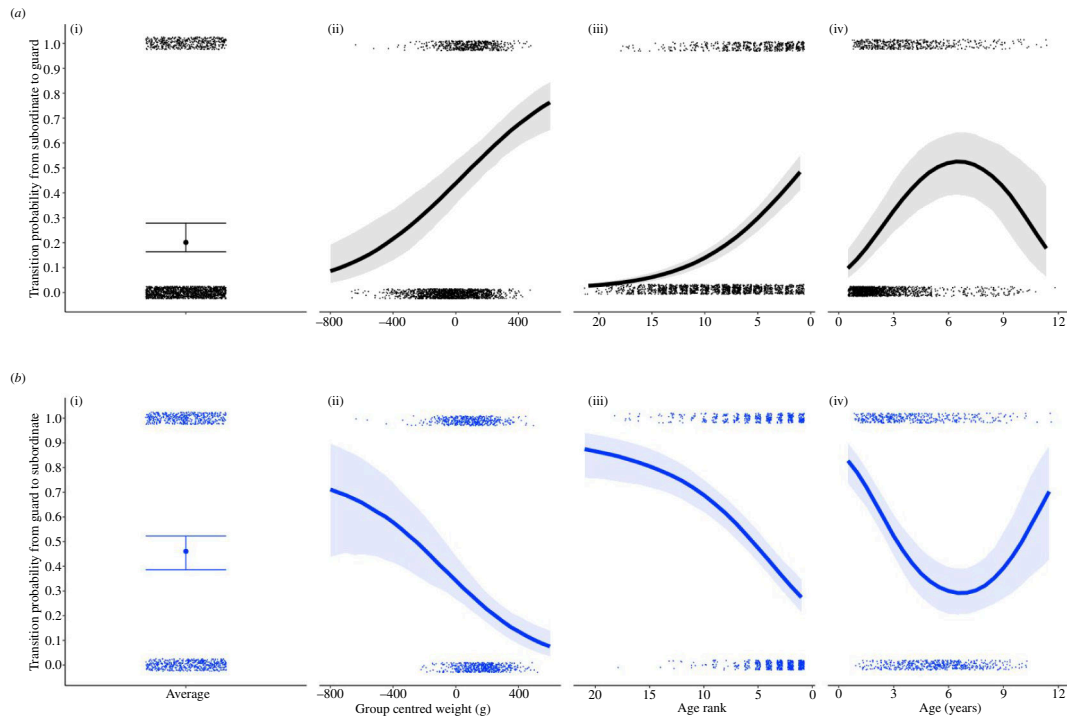 (a)
(i)
(ii)
(iii)
(iv)
Transition probability from subordinate to guard
1.0
0.9
0.8
0.7
0.6
0.5
0.4
0.3
0.2
0.1
0.0
–800 –400 0 400
20 15 10 5 0
0 3 6 9 12
(b)
(i)
(ii)
(iii)
(iv)
Transition probability from guard to subordinate
1.0
0.9
0.8
0.7
0.6
0.5
0.4
0.3
0.2
0.1
0.0
–800 –400 0 400
20 15 10 5 0
0 3 6 9 12
Average
Group centred weight (g)
Age rank
Age (years)